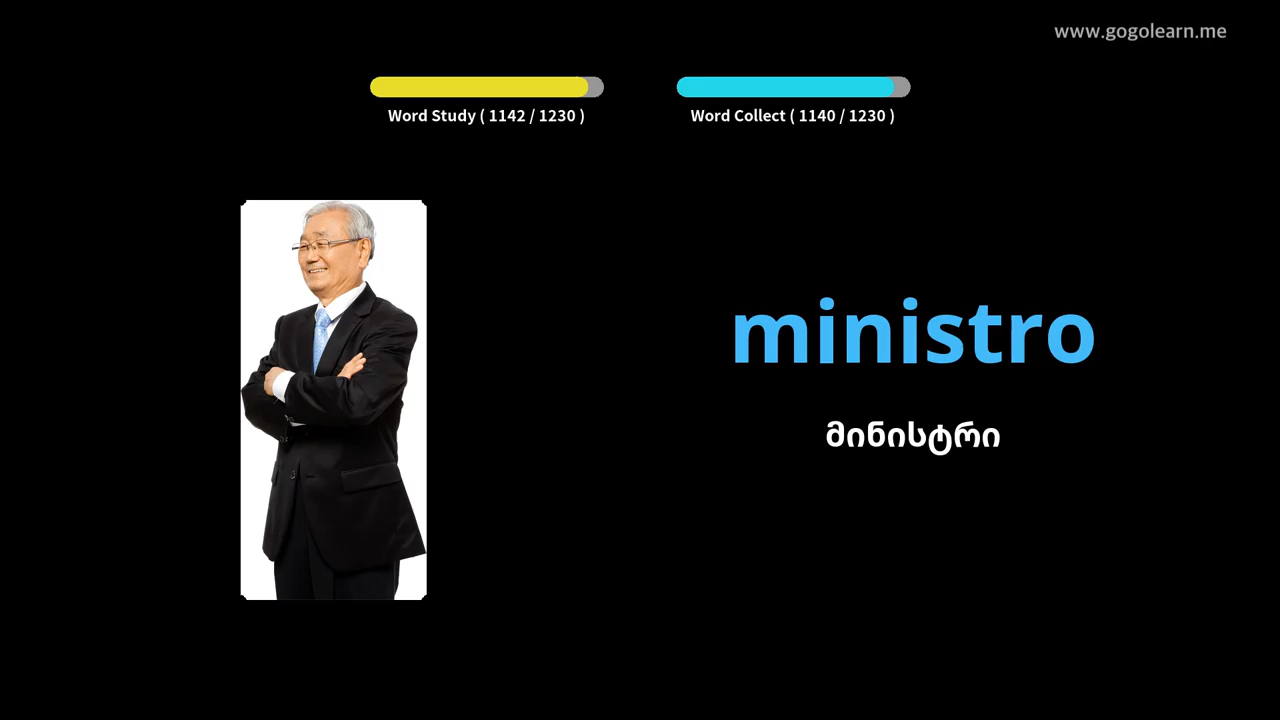 www.gogolearn.me
Word Study ( 1142 / 1230 )
Word Collect ( 1140 / 1230 )
ministro
მინისტრი